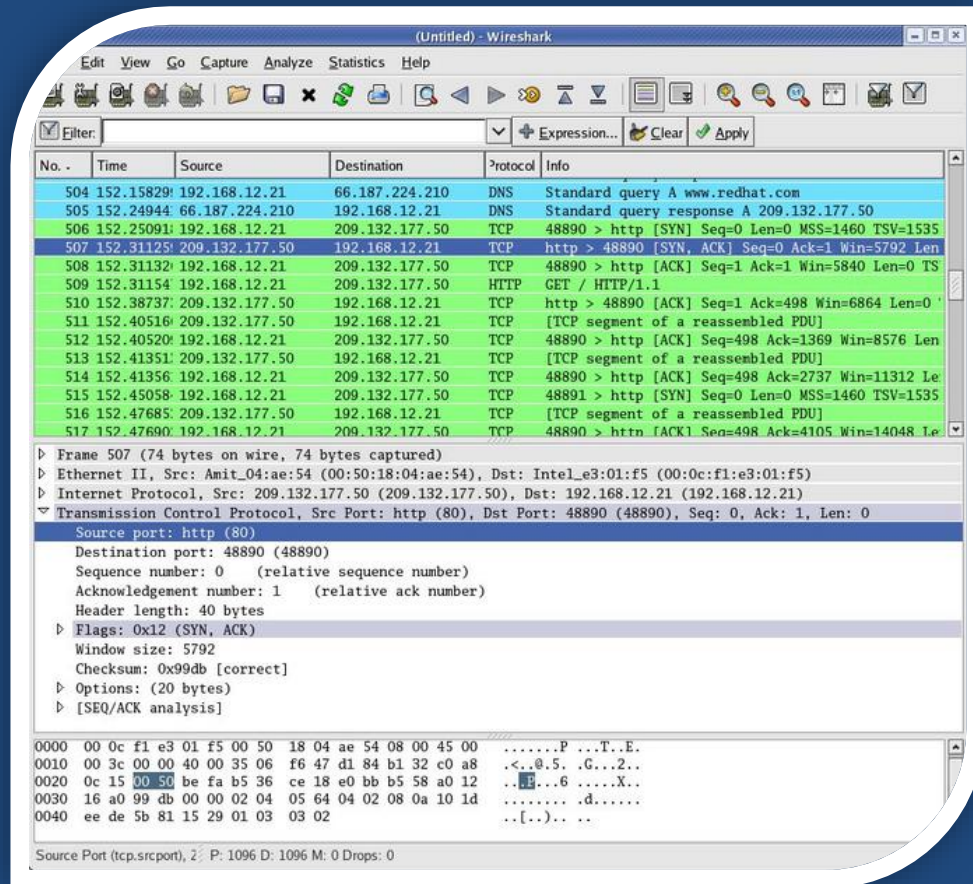 (Untitled) - Wireshark
Edit View Go Capture Analyze Statistics Help
Filter: Expression... Clear Apply
No. . Time Source Destination Protocol Info
504 152.15829 192.168.12.21 66.187.224.210 DNS Standard query A www.redhat.com
505 152.24944 66.187.224.210 192.168.12.21 DNS Standard query response A 209.132.177.50
506 152.25091 192.168.12.21 209.132.177.50 TCP 48890 > http [SYN] Seq=0 Len=0 MSS=1460 TSV=1535
507 152.31125 209.132.177.50 192.168.12.21 TCP http > 48890 [SYN, ACK] Seq=0 Ack=1 Win=5792 Len
508 152.31132 192.168.12.21 209.132.177.50 TCP 48890 > http [ACK] Seq=1 Ack=1 Win=5840 Len=0 TS
509 152.31154 192.168.12.21 209.132.177.50 HTTP GET / HTTP/1.1
510 152.38737 209.132.177.50 192.168.12.21 TCP http > 48890 [ACK] Seq=1 Ack=498 Win=6864 Len=0
511 152.40516 209.132.177.50 192.168.12.21 TCP [TCP segment of a reassembled PDU]
512 152.40520 192.168.12.21 209.132.177.50 TCP 48890 > http [ACK] Seq=498 Ack=1369 Win=8576 Len
513 152.41351 209.132.177.50 192.168.12.21 TCP [TCP segment of a reassembled PDU]
514 152.41356 192.168.12.21 209.132.177.50 TCP 48890 > http [ACK] Seq=498 Ack=2737 Win=11312 Le
515 152.45058 192.168.12.21 209.132.177.50 TCP 48891 > http [SYN] Seq=0 Len=0 MSS=1460 TSV=1535
516 152.47685 209.132.177.50 192.168.12.21 TCP [TCP segment of a reassembled PDU]
517 152.47690 192.168.12.21 209.132.177.50 TCP 48890 > http [ACK] Seq=498 Ack=4105 Win=14048 Le
Frame 507 (74 bytes on wire, 74 bytes captured)
Ethernet II, Src: Amit_04:ae:54 (00:50:18:04:ae:54), Dst: Intel_e3:01:f5 (00:0c:f1:e3:01:f5)
Internet Protocol, Src: 209.132.177.50 (209.132.177.50), Dst: 192.168.12.21 (192.168.12.21)
Transmission Control Protocol, Src Port: http (80), Dst Port: 48890 (48890), Seq: 0, Ack: 1, Len: 0
Source port: http (80)
Destination port: 48890 (48890)
Sequence number: 0 (relative sequence number)
Acknowledgement number: 1 (relative ack number)
Header length: 40 bytes
Flags: 0x12 (SYN, ACK)
Window size: 5792
Checksum: 0x99db [correct]
Options: (20 bytes)
[SEQ/ACK analysis]
0000 00 0c f1 e3 01 f5 00 50 18 04 ae 54 08 00 45 00 .......P ...T..E.
0010 00 3c 00 00 40 00 35 06 f6 47 d1 84 b1 32 c0 a8 .<..@.5. .G...2..
0020 0c 15 00 50 be fa b5 36 ce 18 e0 bb b5 58 a0 12 ...P...6 .....X..
0030 16 a0 99 db 00 00 02 04 05 64 04 02 08 0a 10 1d ........ .d......
0040 ee de 5b 81 15 29 01 03 03 02 ..[..).. ..
Source Port (tcp.srcport), 2 P: 1096 D: 1096 M: 0 Drops: 0